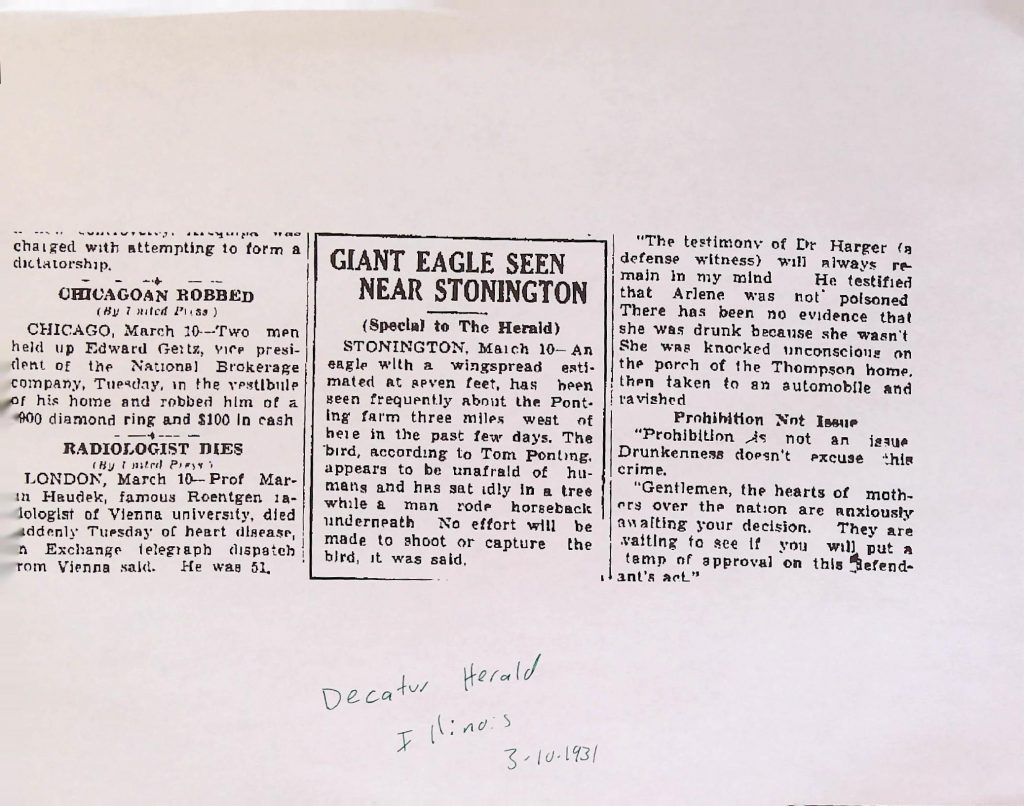 charged with attempting to form a
dictatorship.
CHICAGOAN ROBBED
(By United Press)
CHICAGO, March 10—Two men
held up Edward Geitz, vice presi-
dent of the National Brokerage
company, Tuesday, in the vestibule
of his home and robbed him of a
900 diamond ring and $100 in cash
RADIOLOGIST DIES
(By United Press)
LONDON, March 10—Prof Mar-
in Haudek, famous Roentgen ra-
iologist of Vienna university, died
uddenly Tuesday of heart disease,
n Exchange telegraph dispatch
rom Vienna said. He was 51.
GIANT EAGLE SEEN
NEAR STONINGTON
(Special to The Herald)
STONINGTON, March 10—An
eagle with a wingspread esti-
mated at seven feet, has been
seen frequently about the Pont-
ing farm three miles west of
here in the past few days. The
bird, according to Tom Ponting,
appears to be unafraid of hu-
mans and has sat idly in a tree
while a man rode horseback
underneath No effort will be
made to shoot or capture the
bird, it was said.
"The testimony of Dr Harger (a
defense witness) will always re-
main in my mind He testified
that Arlene was not poisoned
There has been no evidence that
she was drunk because she wasn't
She was knocked unconscious on
the porch of the Thompson home,
then taken to an automobile and
ravished
Prohibition Not Issue
"Prohibition is not an issue
Drunkenness doesn't excuse this
crime.
"Gentlemen, the hearts of moth-
ers over the nation are anxiously
awaiting your decision. They are
waiting to see if you will put a
tamp of approval on this defend-
ant's act."
Decatur Herald
Illinois
3-10-1931